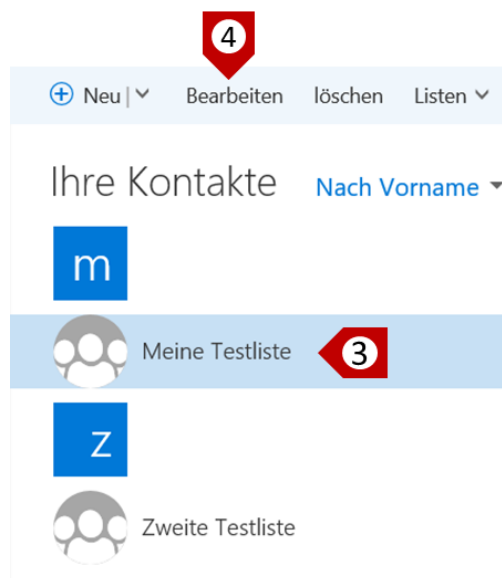 4
Neu | Bearbeiten löschen Listen
Ihre Kontakte Nach Vorname
m
Meine Testliste 3
z
Zweite Testliste